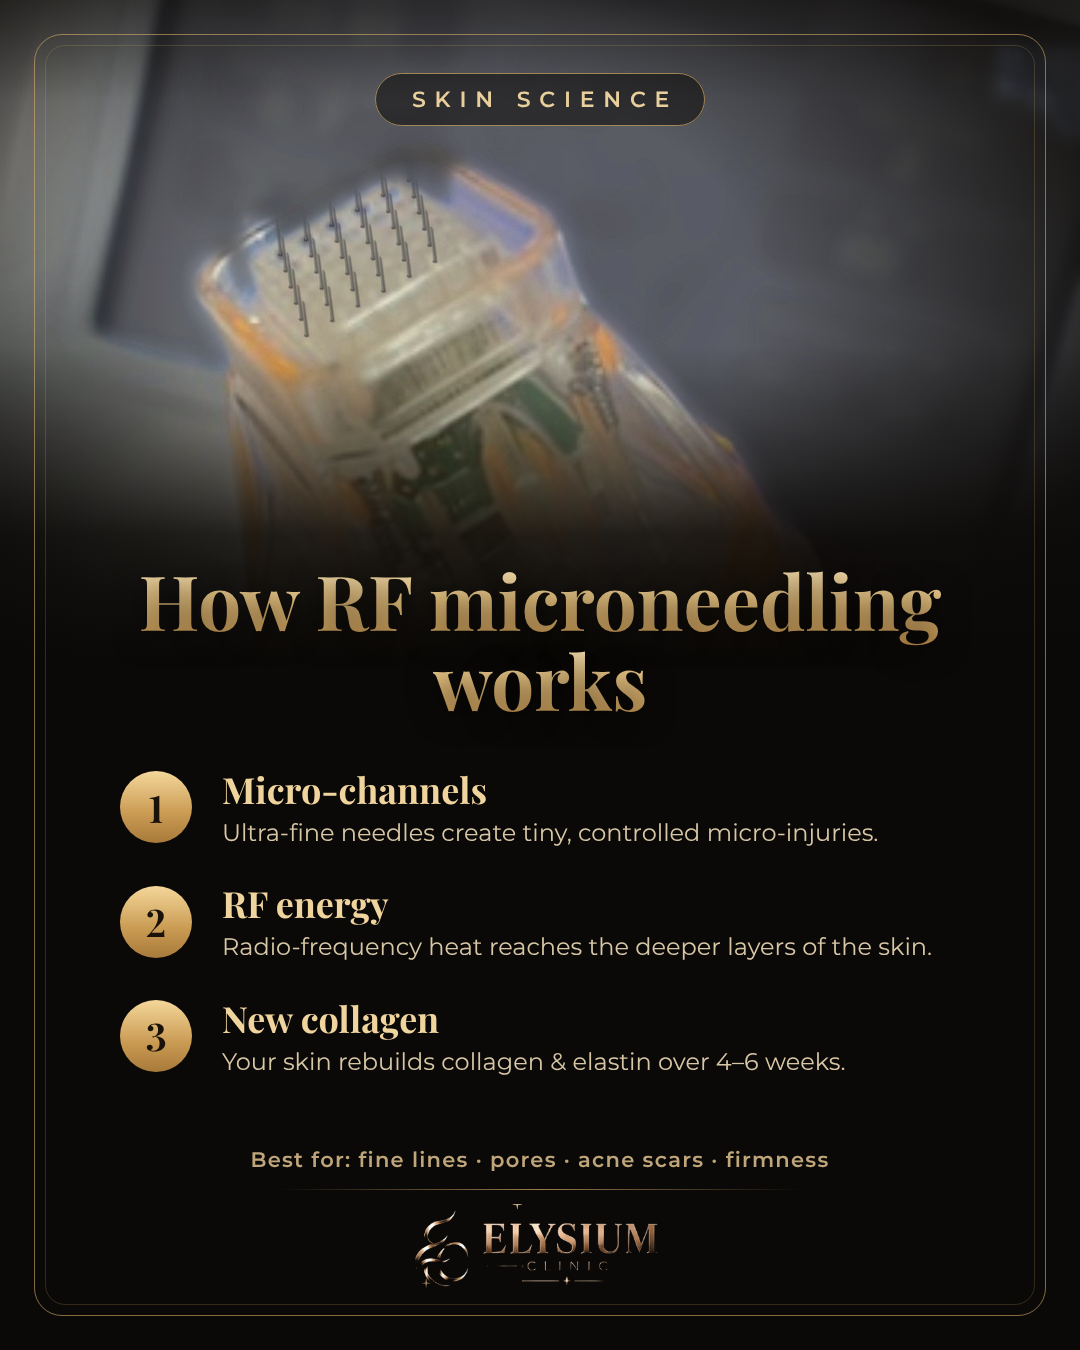 SKIN SCIENCE
How RF microneedling
works
1
Micro-channels
Ultra-fine needles create tiny, controlled micro-injuries.
2
RF energy
Radio-frequency heat reaches the deeper layers of the skin.
3
New collagen
Your skin rebuilds collagen & elastin over 4–6 weeks.
Best for: fine lines · pores · acne scars · firmness
ELYSIUM
CLINIC